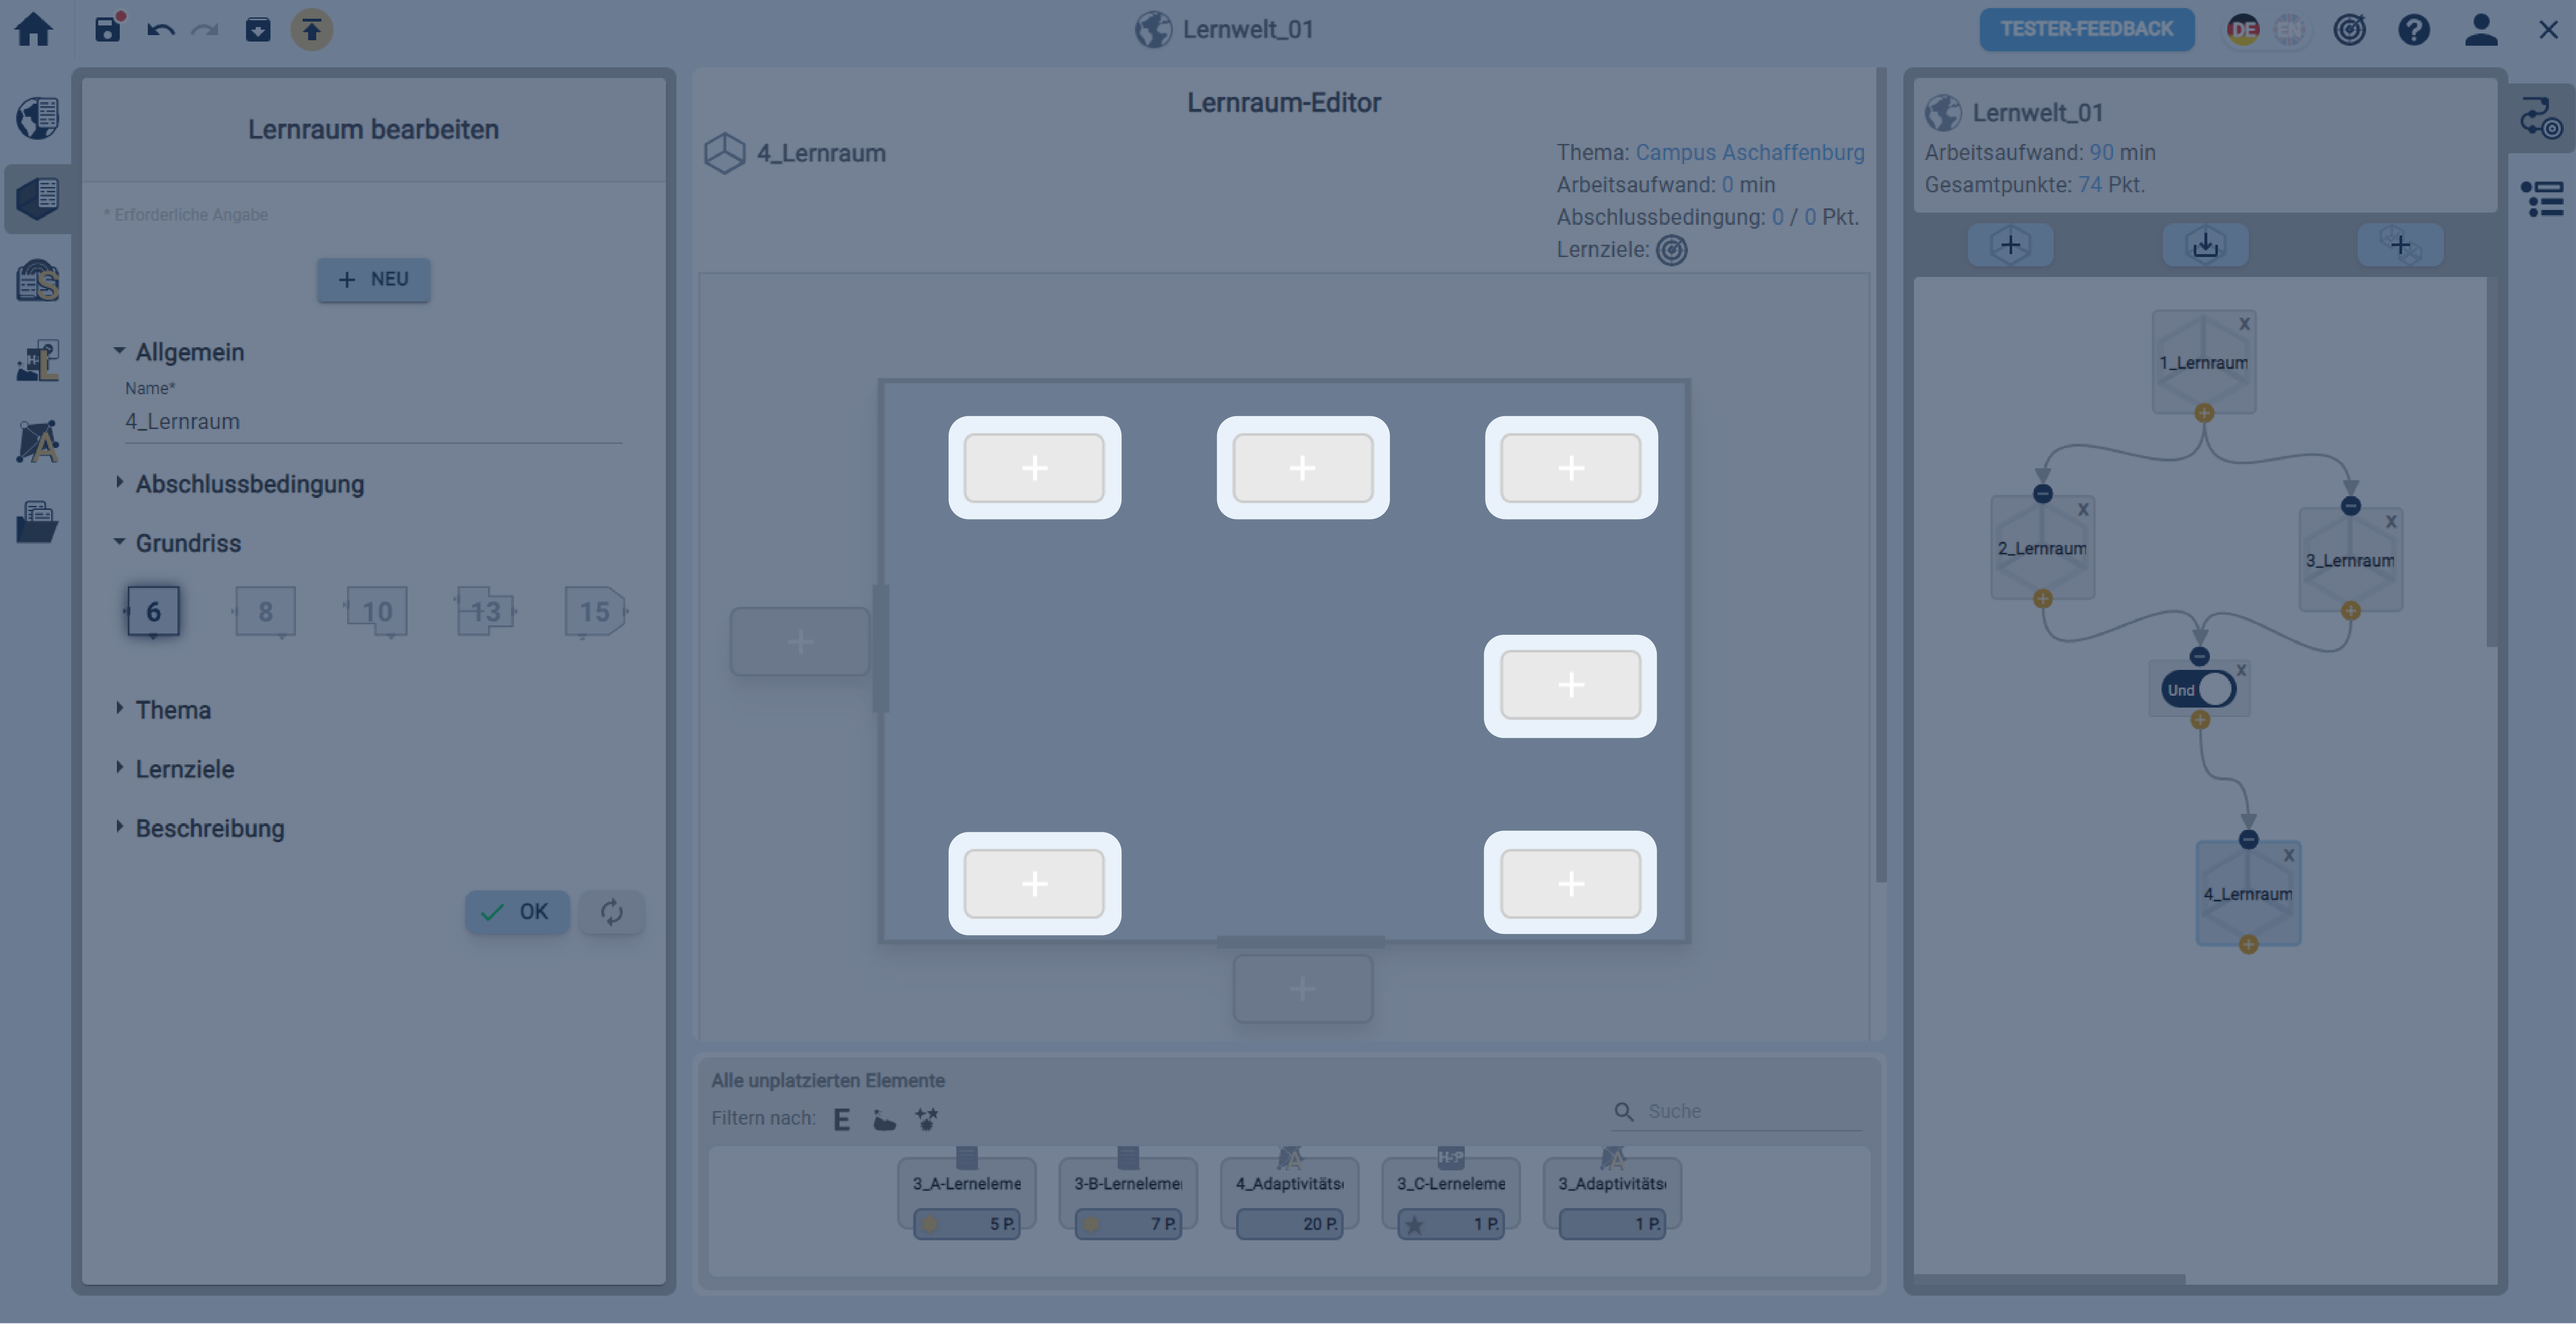 Lernwelt_01
TESTER-FEEDBACK
DE
EN
Lernraum bearbeiten
* Erforderliche Angabe
+ NEU
Allgemein
Name*
4_Lernraum
Abschlussbedingung
Grundriss
6
8
10
13
15
Thema
Lernziele
Beschreibung
OK
Lernraum-Editor
4_Lernraum
Thema: Campus Aschaffenburg
Arbeitsaufwand: 0 min
Abschlussbedingung: 0 / 0 Pkt.
Lernziele:
Alle unplatzierten Elemente
Filtern nach: E
Suche
3_A-Lerneleme
5 P.
3-B-Lerneleme
7 P.
4_Adaptivitäts
20 P.
H-P
3_C-Lerneleme
1 P.
3_Adaptivitäts
1 P.
Lernwelt_01
Arbeitsaufwand: 90 min
Gesamtpunkte: 74 Pkt.
X
1_Lernraum
X
2_Lernraum
X
3_Lernraum
X
Und
X
4_Lernraum